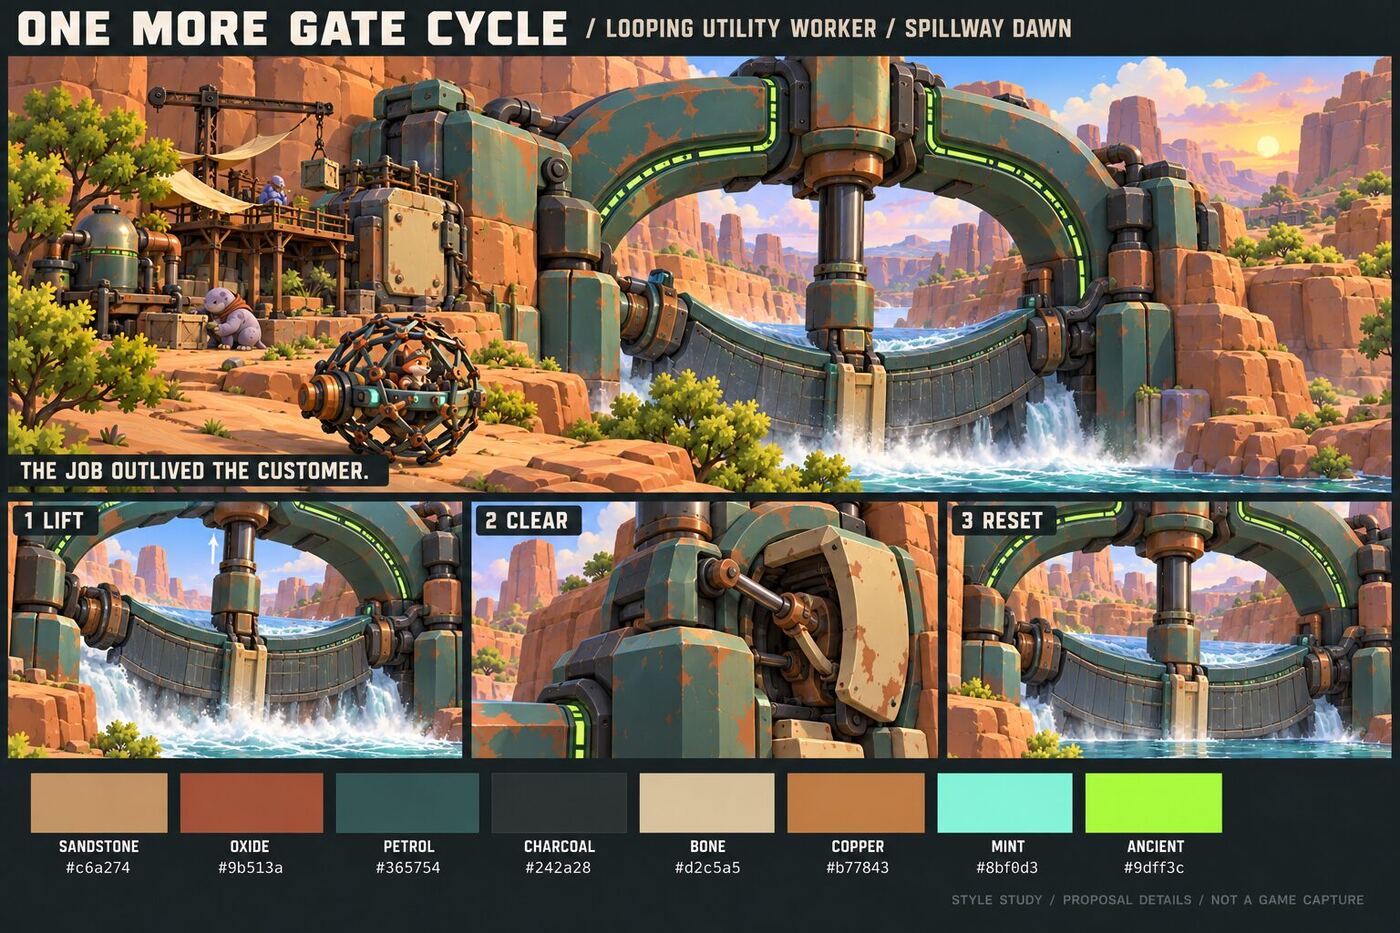 ONE MORE GATE CYCLE / LOOPING UTILITY WORKER / SPILLWAY DAWN
THE JOB OUTLIVED THE CUSTOMER.
1 LIFT
2 CLEAR
3 RESET
SANDSTONE
#c6a274
OXIDE
#9b513a
PETROL
#365754
CHARCOAL
#242a28
BONE
#d2c5a5
COPPER
#b77843
MINT
#8bf0d3
ANCIENT
#9dff3c
STYLE STUDY / PROPOSAL DETAILS / NOT A GAME CAPTURE